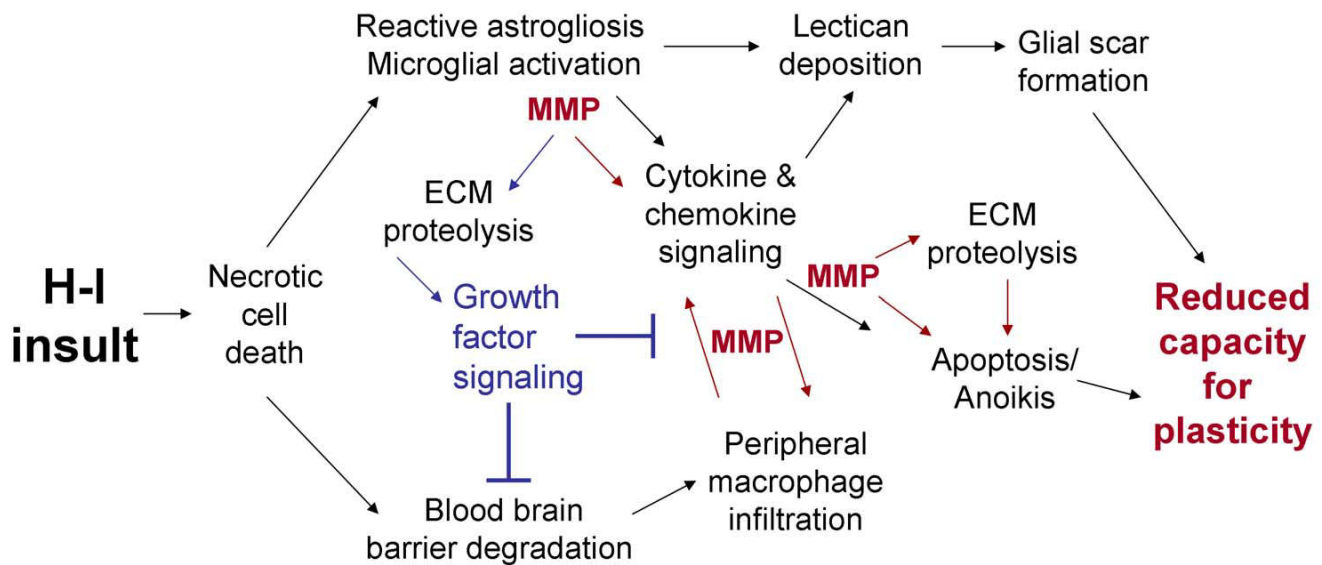 H-I
insult
Necrotic
cell
death
Reactive astrogliosis
Microglial activation
MMP
ECM
proteolysis
Growth
factor
signaling
Blood brain
barrier degradation
Lectican
deposition
Glial scar
formation
Cytokine &
chemokine
signaling
MMP
Peripheral
macrophage
infiltration
MMP
ECM
proteolysis
Apoptosis/
Anoikis
Reduced
capacity
for
plasticity